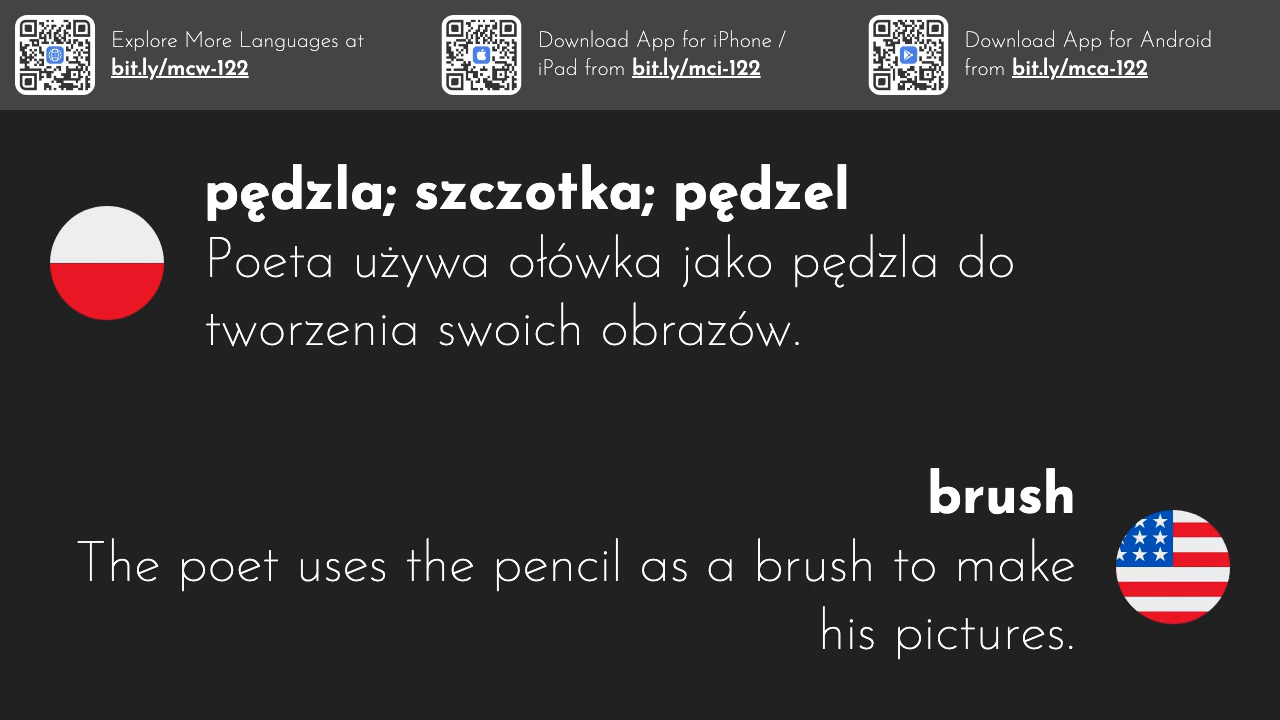 Explore More Languages at
bit.ly/mcw-122
Download App for iPhone /
iPad from bit.ly/mci-122
Download App for Android
from bit.ly/mca-122
pędzla; szczotka; pędzel
Poeta używa ołówka jako pędzla do
tworzenia swoich obrazów.
brush
The poet uses the pencil as a brush to make
his pictures.